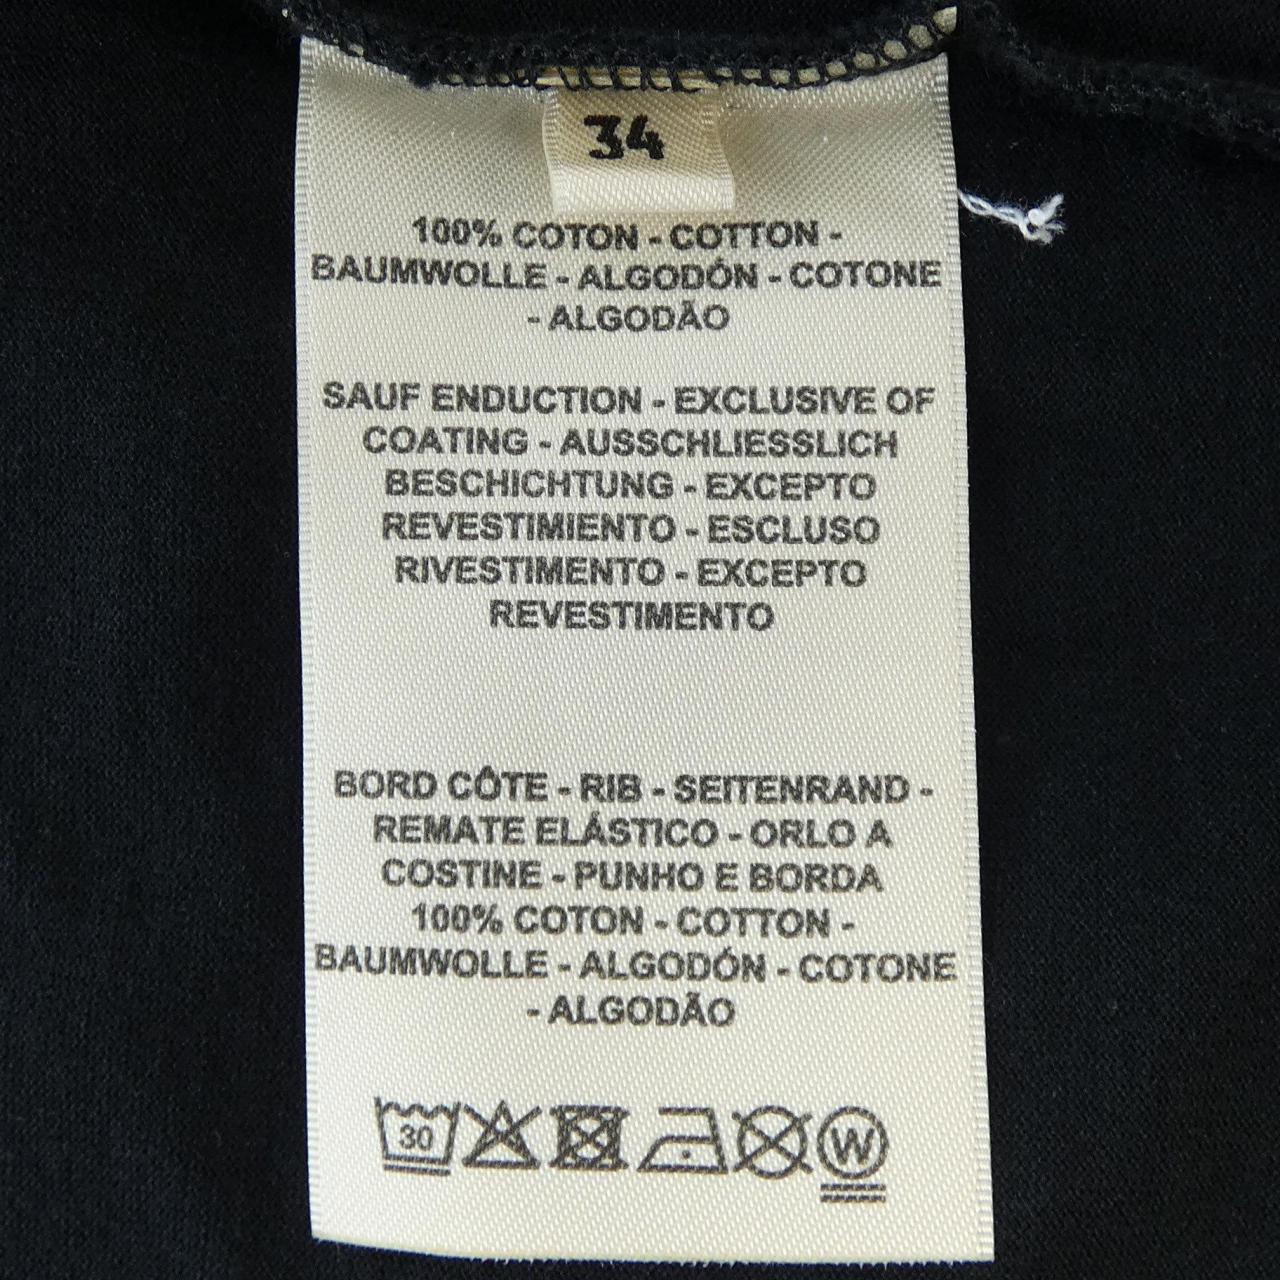 34
100% COTON - COTTON -
BAUMWOLLE - ALGODÓN - COTONE
- ALGODÃO
SAUF ENDUCTION - EXCLUSIVE OF
COATING - AUSSCHLIESSLICH
BESCHICHTUNG - EXCEPTO
REVESTIMIENTO - ESCLUSO
RIVESTIMENTO - EXCEPTO
REVESTIMENTO
BORD CÔTE - RIB - SEITENRAND -
REMATE ELÁSTICO - ORLO A
COSTINE - PUNHO E BORDA
100% COTON - COTTON -
BAUMWOLLE - ALGODÓN - COTONE
- ALGODÃO
30 W